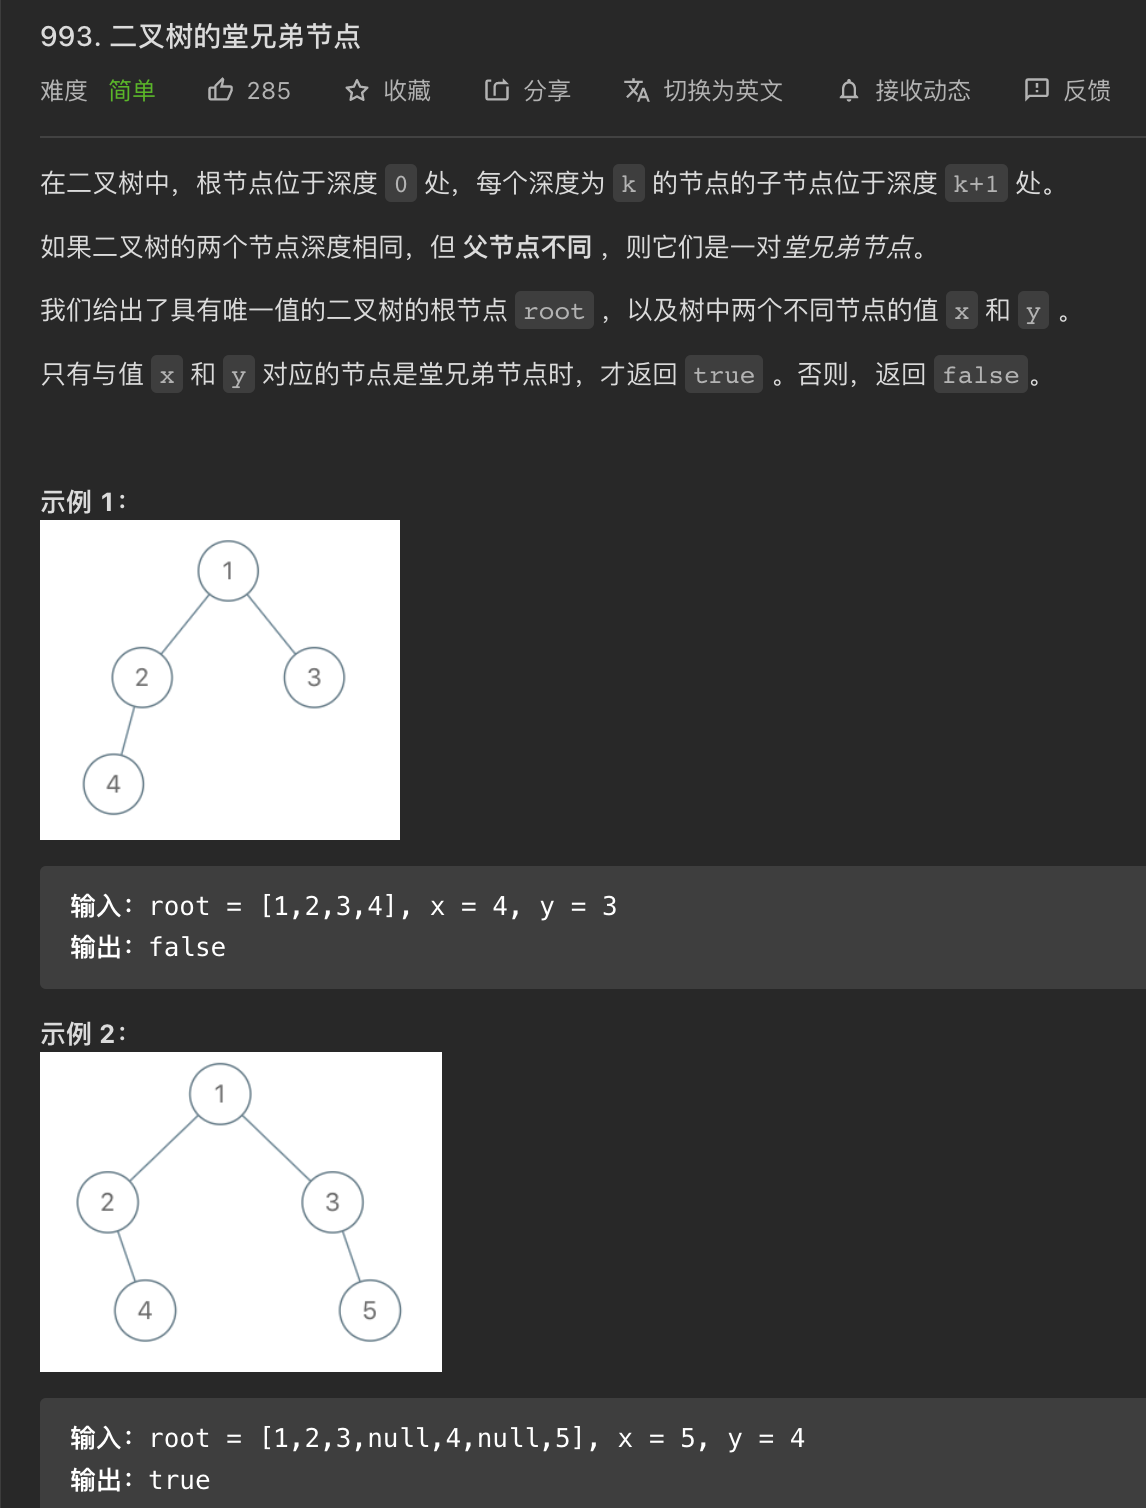 993. 二叉树的堂兄弟节点
难度 简单 285 收藏 分享 切换为英文 接收动态 反馈
在二叉树中，根节点位于深度 0 处，每个深度为 k 的节点的子节点位于深度 k+1 处。
如果二叉树的两个节点深度相同，但 父节点不同 ，则它们是一对堂兄弟节点。
我们给出了具有唯一值的二叉树的根节点 root ，以及树中两个不同节点的值 x 和 y 。
只有与值 x 和 y 对应的节点是堂兄弟节点时，才返回 true 。否则，返回 false。
示例 1：
1
2 3
4
输入：root = [1,2,3,4], x = 4, y = 3
输出：false
示例 2：
1
2 3
4 5
输入：root = [1,2,3,null,4,null,5], x = 5, y = 4
输出：true